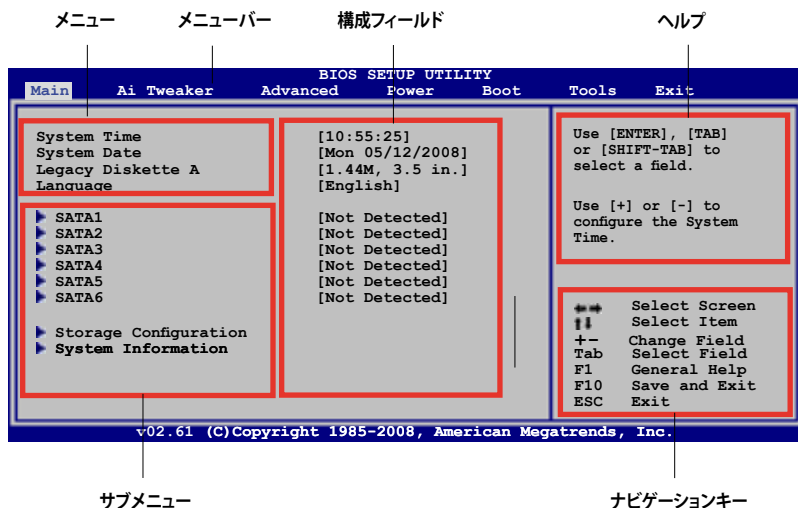 メニュー メニューバー 構成フィールド ヘルプ
BIOS SETUP UTILITY
Main Ai Tweaker Advanced Power Boot Tools Exit
System Time [10:55:25]
System Date [Mon 05/12/2008]
Legacy Diskette A [1.44M, 3.5 in.]
Language [English]
SATA1 [Not Detected]
SATA2 [Not Detected]
SATA3 [Not Detected]
SATA4 [Not Detected]
SATA5 [Not Detected]
SATA6 [Not Detected]
Storage Configuration
System Information
Use [ENTER], [TAB]
or [SHIFT-TAB] to
select a field.
Use [+] or [-] to
configure the System
Time.
←→ Select Screen
↑↓ Select Item
+- Change Field
Tab Select Field
F1 General Help
F10 Save and Exit
ESC Exit
v02.61 (C)Copyright 1985-2008, American Megatrends, Inc.
サブメニュー ナビゲーションキー